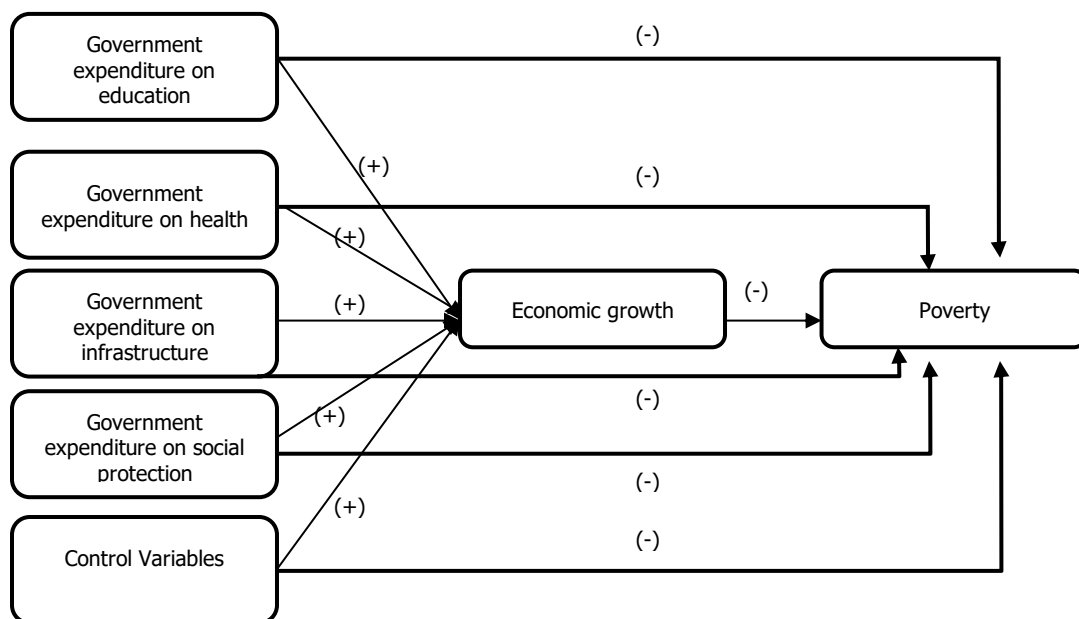 Government
expenditure on
education
(-)
(+)
Government
expenditure on health
(-)
(+)
Government
expenditure on
infrastructure
(+)
Economic growth
(-)
Poverty
(-)
Government
expenditure on social
protection
(+)
(-)
Control Variables
(+)
(-)